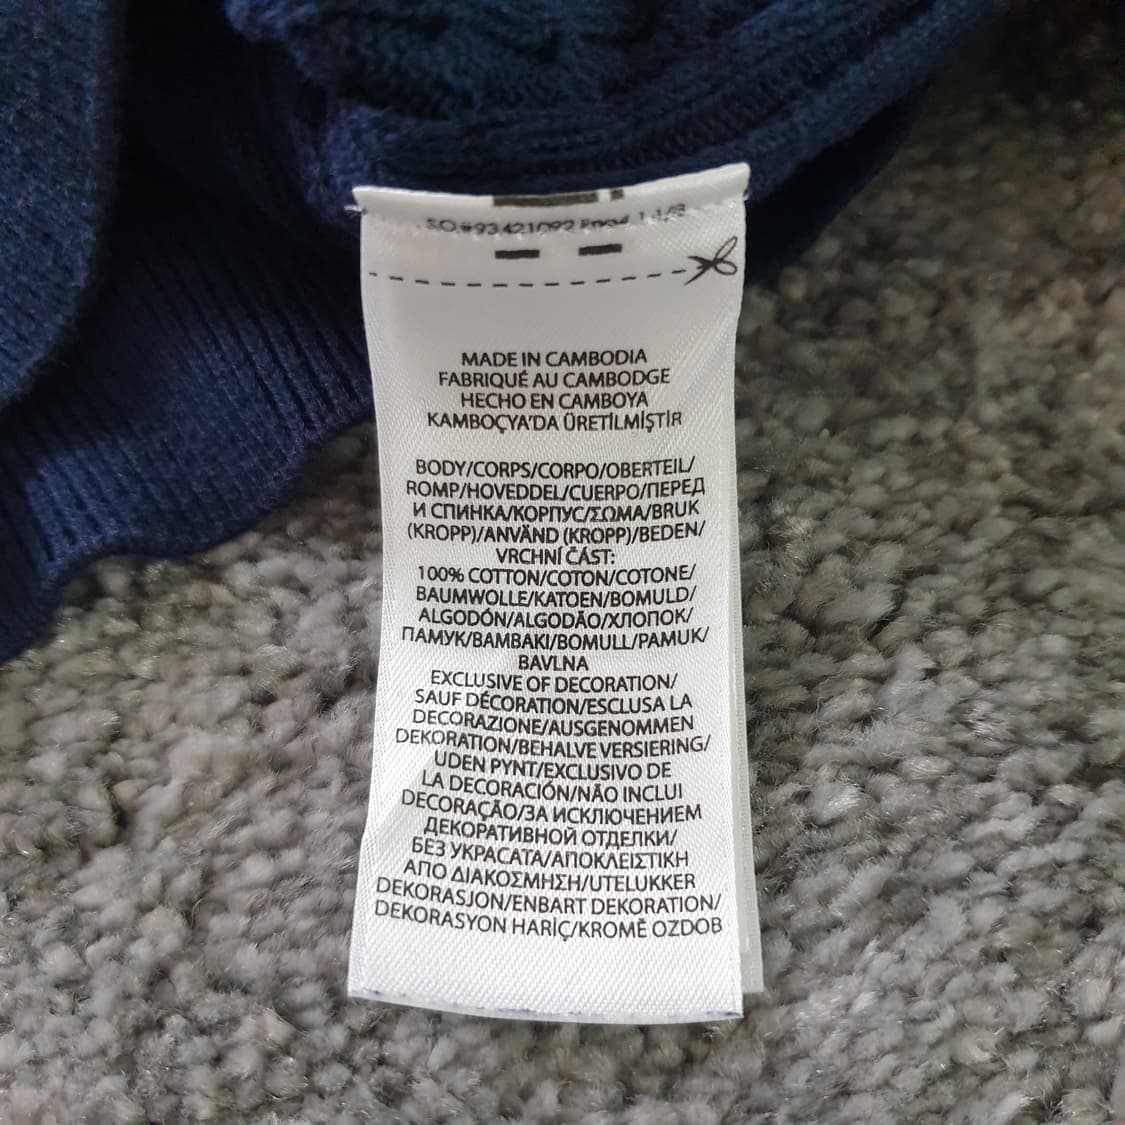 S.O.#93421092
MADE IN CAMBODIA
FABRIQUÉ AU CAMBODGE
HECHO EN CAMBOYA
KAMBOÇYA'DA ÜRETİLMİŞTİR
BODY/CORPS/CORPO/OBERTEIL/
ROMP/HOVEDDEL/CUERPO/ПЕРЕД
И СПИНКА/КОРПУС/ΣΩΜΑ/BRUK
(KROPP)/ANVÄND (KROPP)/BEDEN/
VRCHNÍ ČÁST:
100% COTTON/COTON/COTONE/
BAUMWOLLE/KATOEN/BOMULD/
ALGODÓN/ALGODÃO/ХЛОПОК/
ПАМУК/ΒΑΜΒΑΚΙ/BOMULL/PAMUK/
BAVLNA
EXCLUSIVE OF DECORATION/
SAUF DÉCORATION/ESCLUSA LA
DECORAZIONE/AUSGENOMMEN
DEKORATION/BEHALVE VERSIERING/
UDEN PYNT/EXCLUSIVO DE
LA DECORACIÓN/NÃO INCLUI
DECORAÇÃO/ЗА ИСКЛЮЧЕНИЕМ
ДЕКОРАТИВНОЙ ОТДЕЛКИ/
БЕЗ УКРАСАТА/ΑΠΟΚΛΕΙΣΤΙΚΗ
ΑΠΟ ΔΙΑΚΟΣΜΗΣΗ/UTELUKKER
DEKORASJON/ENBART DEKORATION/
DEKORASYON HARİÇ/KROMĚ OZDOB